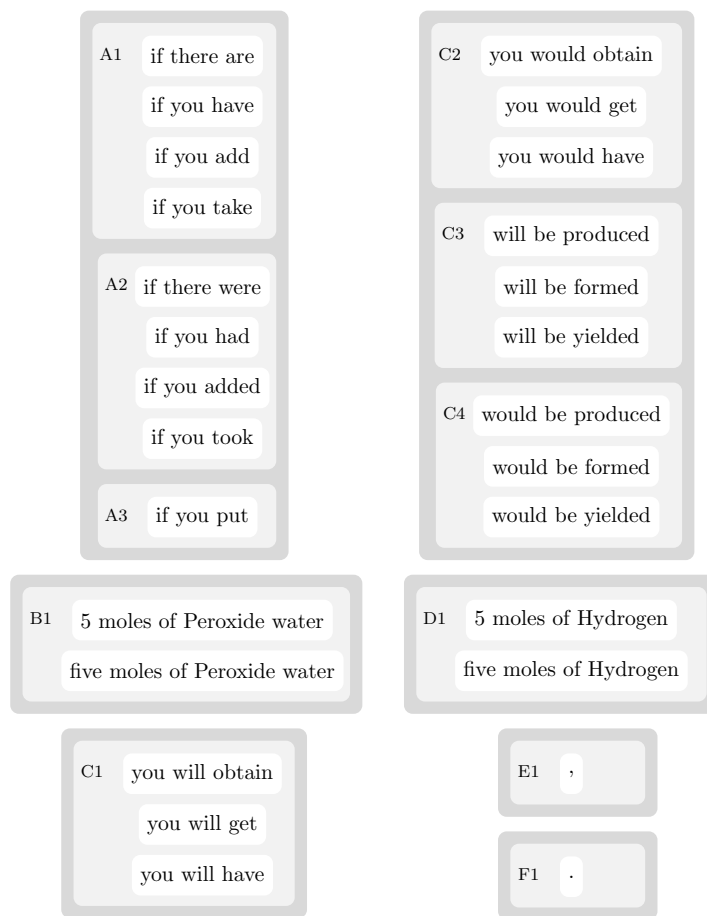 A1 if there are
if you have
if you add
if you take
A2 if there were
if you had
if you added
if you took
A3 if you put
C2 you would obtain
you would get
you would have
C3 will be produced
will be formed
will be yielded
C4 would be produced
would be formed
would be yielded
B1 5 moles of Peroxide water
five moles of Peroxide water
D1 5 moles of Hydrogen
five moles of Hydrogen
C1 you will obtain
you will get
you will have
E1 ,
F1 .